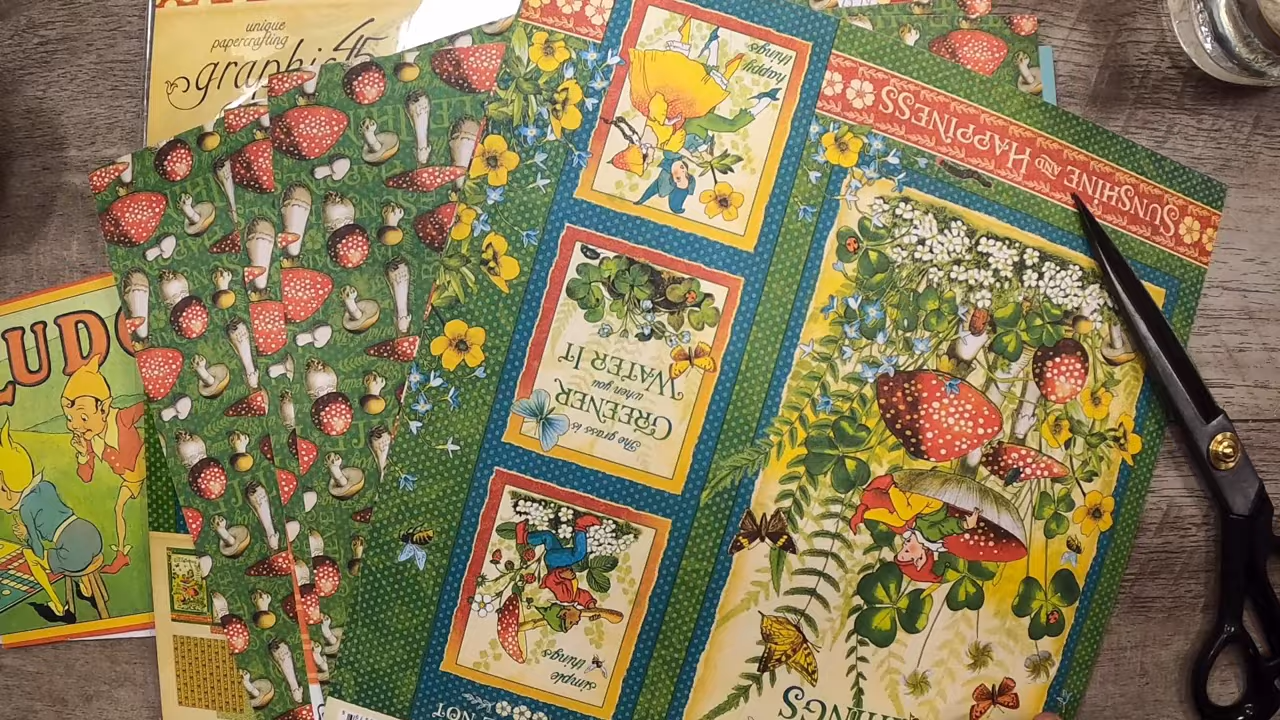 unique
papercrafting
graphic 45
LUDO
SUNSHINE AND HAPPINESS
happy
things
The grass is
GREENER
when you
WATER IT
simple
things
THINGS